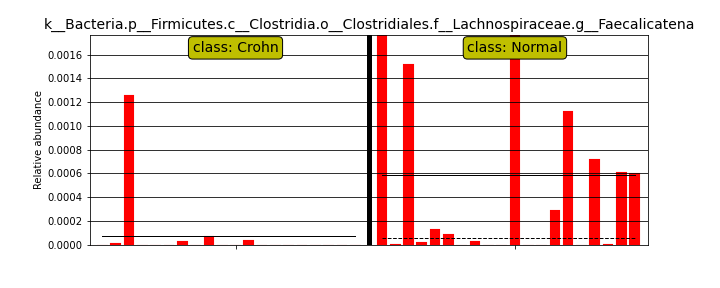 k__Bacteria.p__Firmicutes.c__Clostridia.o__Clostridiales.f__Lachnospiraceae.g__Faecalicatena
class: Crohn
class: Normal
Relative abundance
0.0016
0.0014
0.0012
0.0010
0.0008
0.0006
0.0004
0.0002
0.0000